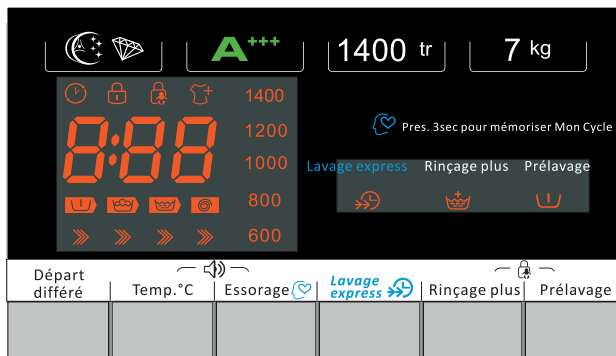 A+++
1400 tr
7 kg
1400
8:88
1200
1000
800
600
Pres. 3sec pour mémoriser Mon Cycle
Lavage express Rinçage plus Prélavage
Départ différé
Temp.°C
Essorage
Lavage express
Rinçage plus
Prélavage